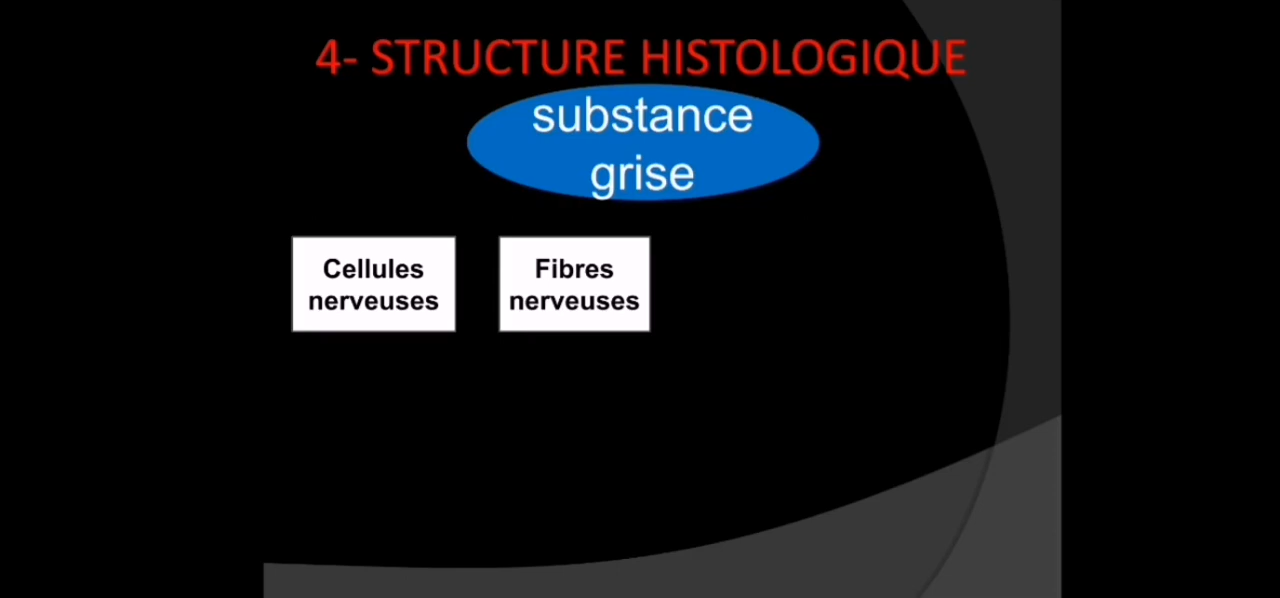 4- STRUCTURE HISTOLOGIQUE
substance
grise
Cellules
nerveuses
Fibres
nerveuses